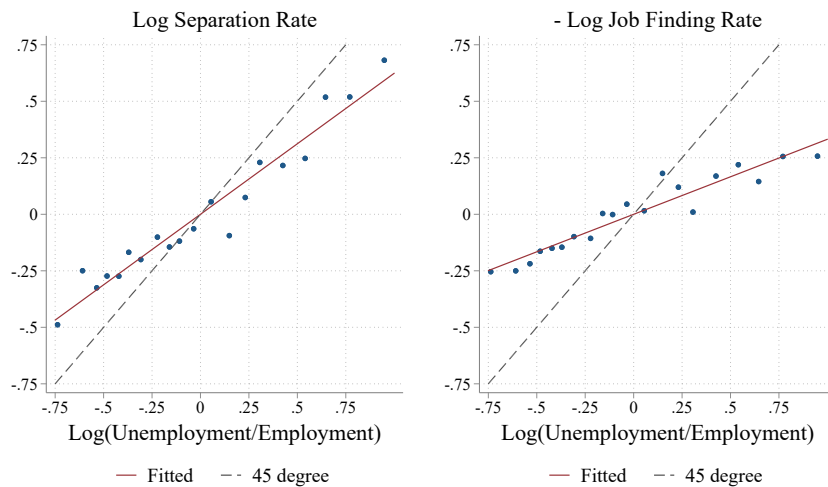 Log Separation Rate
.75
.5
.25
0
-.25
-.5
-.75
-.75 -.5 -.25 0 .25 .5 .75
Log(Unemployment/Employment)
Fitted 45 degree
- Log Job Finding Rate
.75
.5
.25
0
-.25
-.5
-.75
-.75 -.5 -.25 0 .25 .5 .75
Log(Unemployment/Employment)
Fitted 45 degree